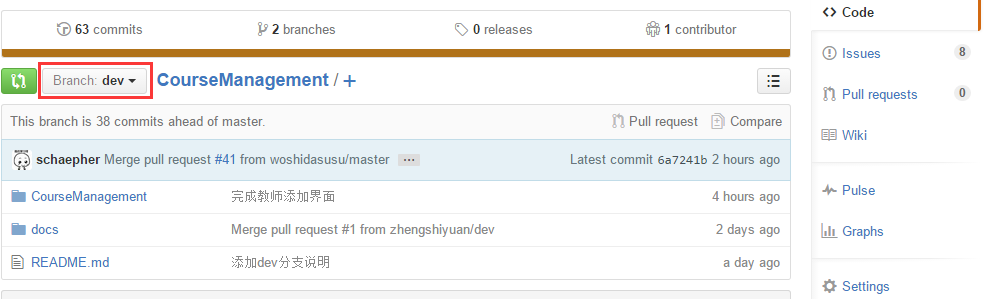 63 commits 2 branches 0 releases 1 contributor
Branch: dev CourseManagement / +
This branch is 38 commits ahead of master. Pull request Compare
schaepher Merge pull request #41 from woshidasusu/master ... Latest commit 6a7241b 2 hours ago
CourseManagement 完成教师添加界面 4 hours ago
docs Merge pull request #1 from zhengshiyuan/dev 2 days ago
README.md 添加dev分支说明 a day ago
Code
Issues 8
Pull requests 0
Wiki
Pulse
Graphs
Settings